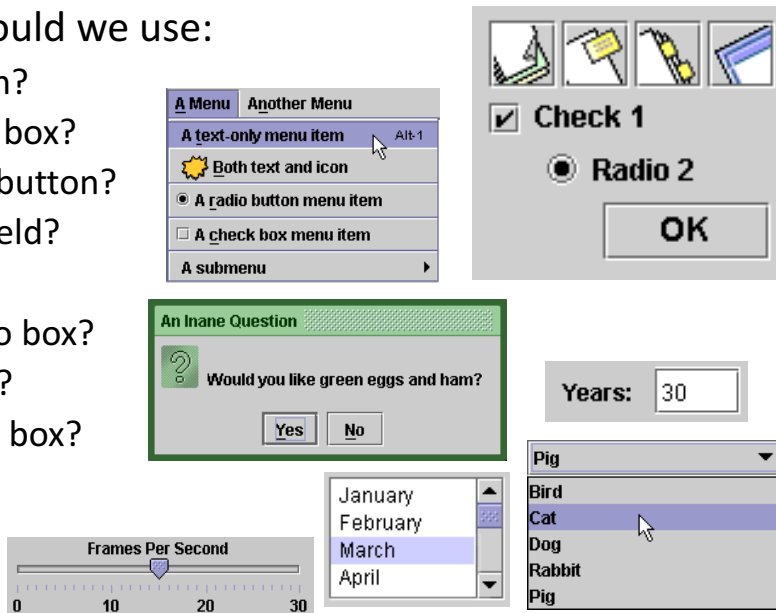 ould we use:
n?
box?
button?
eld?
o box?
?
box?
A Menu Another Menu
A text-only menu item Alt-1
Both text and icon
A radio button menu item
A check box menu item
A submenu
Check 1
Radio 2
OK
An Inane Question
Would you like green eggs and ham?
Yes No
Years: 30
January
February
March
April
Pig
Bird
Cat
Dog
Rabbit
Pig
Frames Per Second
0 10 20 30